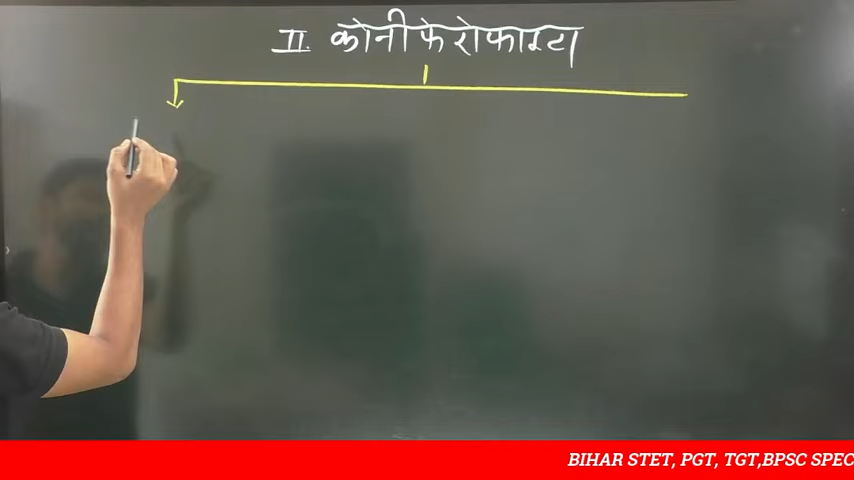 II. कोनीफेरोफाइटा
BIHAR STET, PGT, TGT,BPSC SPEC